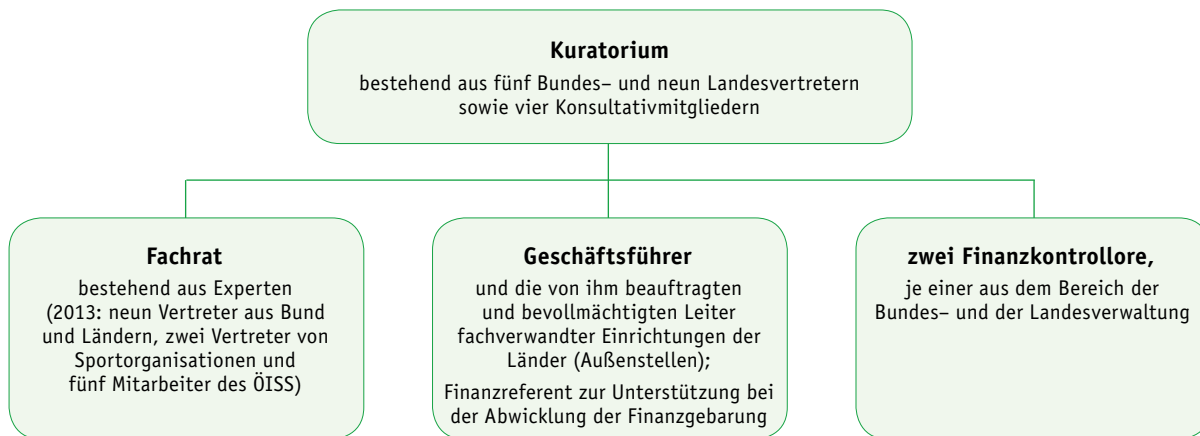 Kuratorium
bestehend aus fünf Bundes– und neun Landesvertretern
sowie vier Konsultativmitgliedern
Fachrat
bestehend aus Experten
(2013: neun Vertreter aus Bund
und Ländern, zwei Vertreter von
Sportorganisationen und
fünf Mitarbeiter des ÖISS)
Geschäftsführer
und die von ihm beauftragten
und bevollmächtigten Leiter
fachverwandter Einrichtungen der
Länder (Außenstellen);
Finanzreferent zur Unterstützung bei
der Abwicklung der Finanzgebarung
zwei Finanzkontrollore,
je einer aus dem Bereich der
Bundes– und der Landesverwaltung